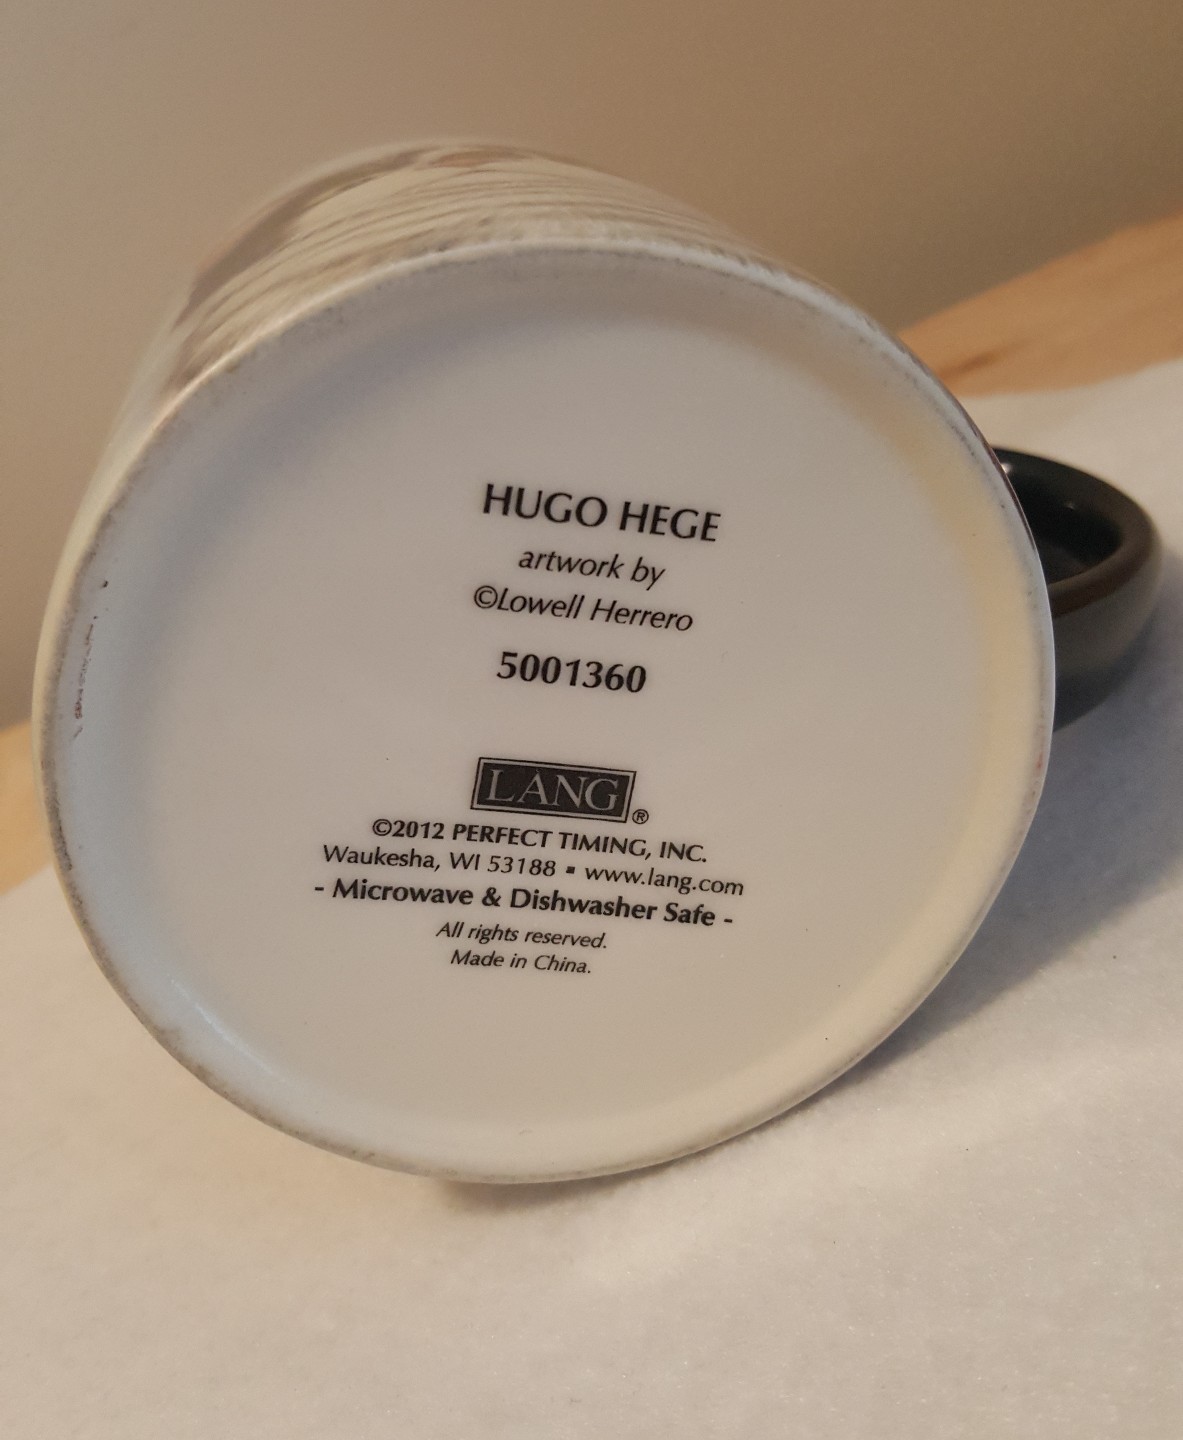 HUGO HEGE
artwork by
©Lowell Herrero
5001360
LANG®
©2012 PERFECT TIMING, INC.
Waukesha, WI 53188 ▪ www.lang.com
- Microwave & Dishwasher Safe -
All rights reserved.
Made in China.